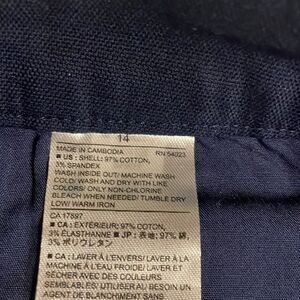 14
MADE IN CAMBODIA RN 54023
■ US : SHELL: 97% COTTON,
3% SPANDEX
WASH INSIDE OUT/ MACHINE WASH
COLD/ WASH AND DRY WITH LIKE
COLORS/ ONLY NON-CHLORINE
BLEACH WHEN NEEDED/ TUMBLE DRY
LOW/ WARM IRON
CA 17897
■ CA : EXTÉRIEUR: 97% COTON,
3% ÉLASTHANNE ■ JP : 表地: 97% 綿,
3% ポリウレタン
■ CA : LAVER À L'ENVERS/ LAVER À
MACHINE À L'EAU FROIDE/ LAVER ET
SÉCHER AVEC DES COULEURS
SEMBLABLES/ UTILISER AU BESOIN UN
AGENT DE BLANCHIMENT SANS